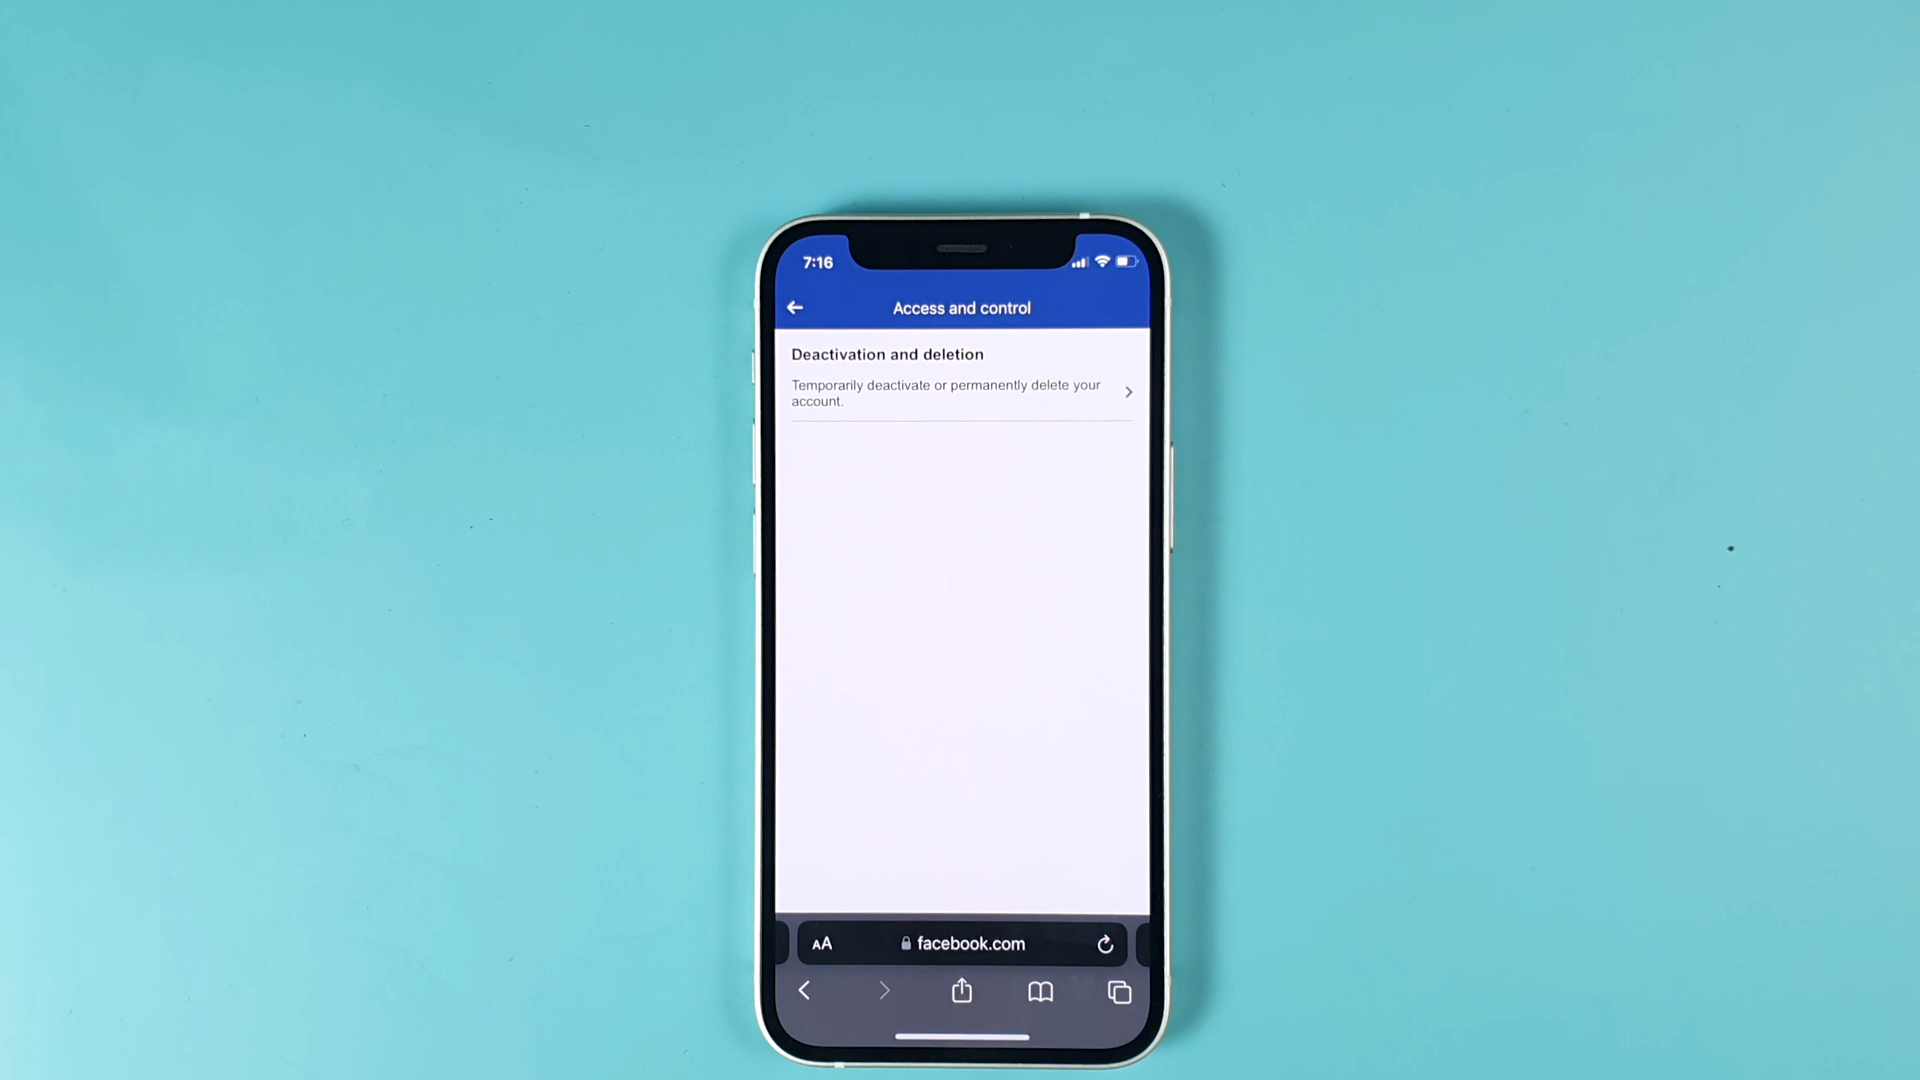 7:16
Access and control
Deactivation and deletion
Temporarily deactivate or permanently delete your
account.
AA
facebook.com